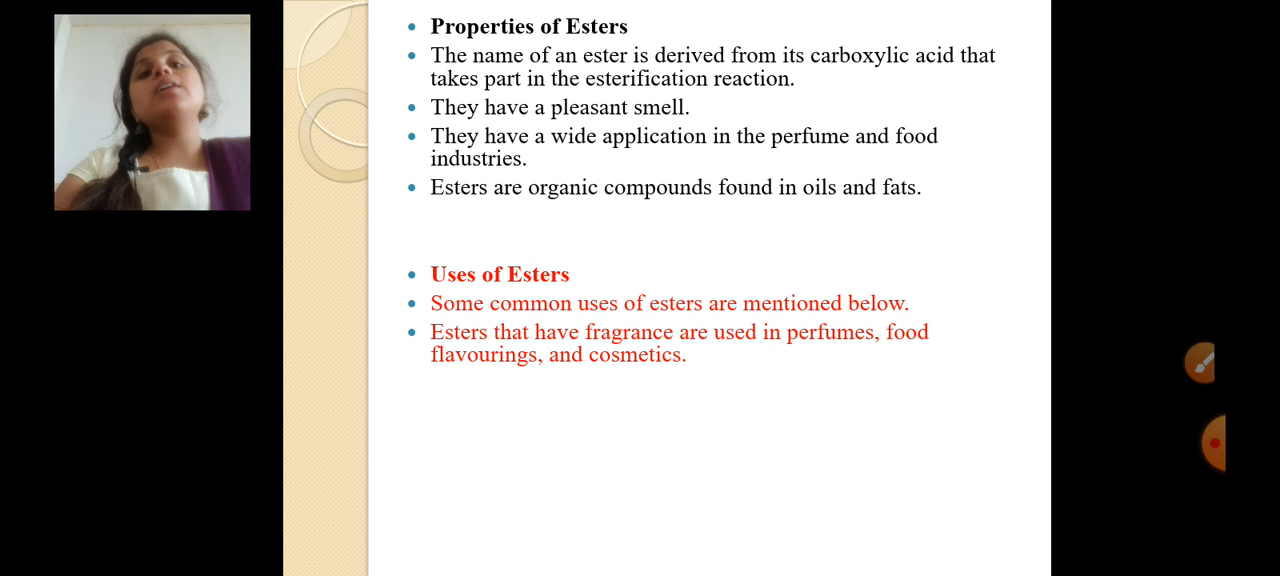 Properties of Esters
The name of an ester is derived from its carboxylic acid that
takes part in the esterification reaction.
They have a pleasant smell.
They have a wide application in the perfume and food
industries.
Esters are organic compounds found in oils and fats.
Uses of Esters
Some common uses of esters are mentioned below.
Esters that have fragrance are used in perfumes, food
flavourings, and cosmetics.